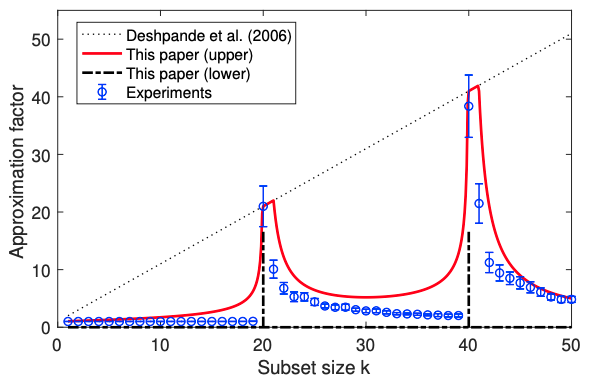 Deshpande et al. (2006)
This paper (upper)
This paper (lower)
Experiments
Approximation factor
50
40
30
20
10
0
0 10 20 30 40 50
Subset size k